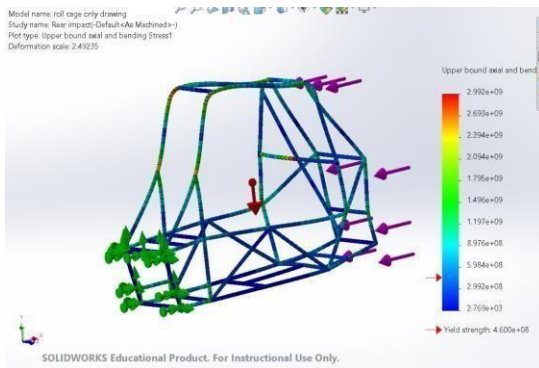 Model name: roll cage only drawing
Study name: Rear impact(-Default<As Machined>-)
Plot type: Upper bound axial and bending Stress1
Deformation scale: 2.49235
Upper bound axial and bend
2.992e+09
2.693e+09
2.394e+09
2.094e+09
1.795e+09
1.496e+09
1.197e+09
8.976e+08
5.984e+08
2.992e+08
2.769e+03
Yield strength: 4.600e+08
SOLIDWORKS Educational Product. For Instructional Use Only.